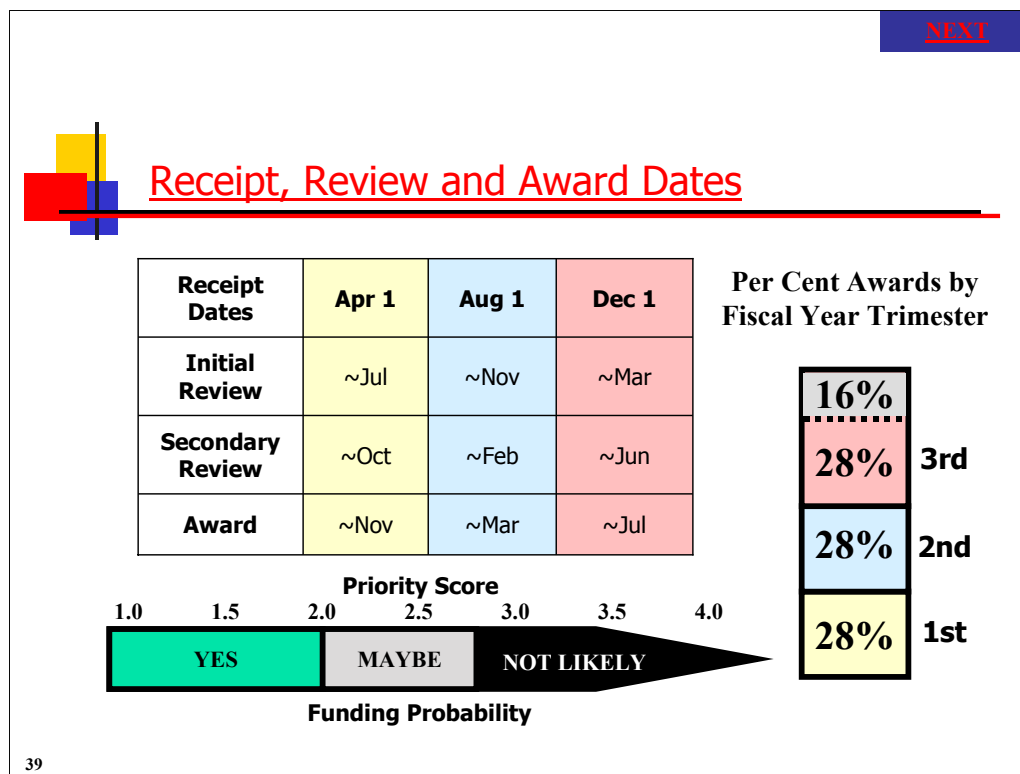 NEXT
Receipt, Review and Award Dates
Receipt
Dates
Apr 1
Aug 1
Dec 1
Initial
Review
~Jul
~Nov
~Mar
Secondary
Review
~Oct
~Feb
~Jun
Award
~Nov
~Mar
~Jul
Per Cent Awards by
Fiscal Year Trimester
16%
28% 3rd
28% 2nd
28% 1st
Priority Score
1.0 1.5 2.0 2.5 3.0 3.5 4.0
YES MAYBE NOT LIKELY
Funding Probability
39